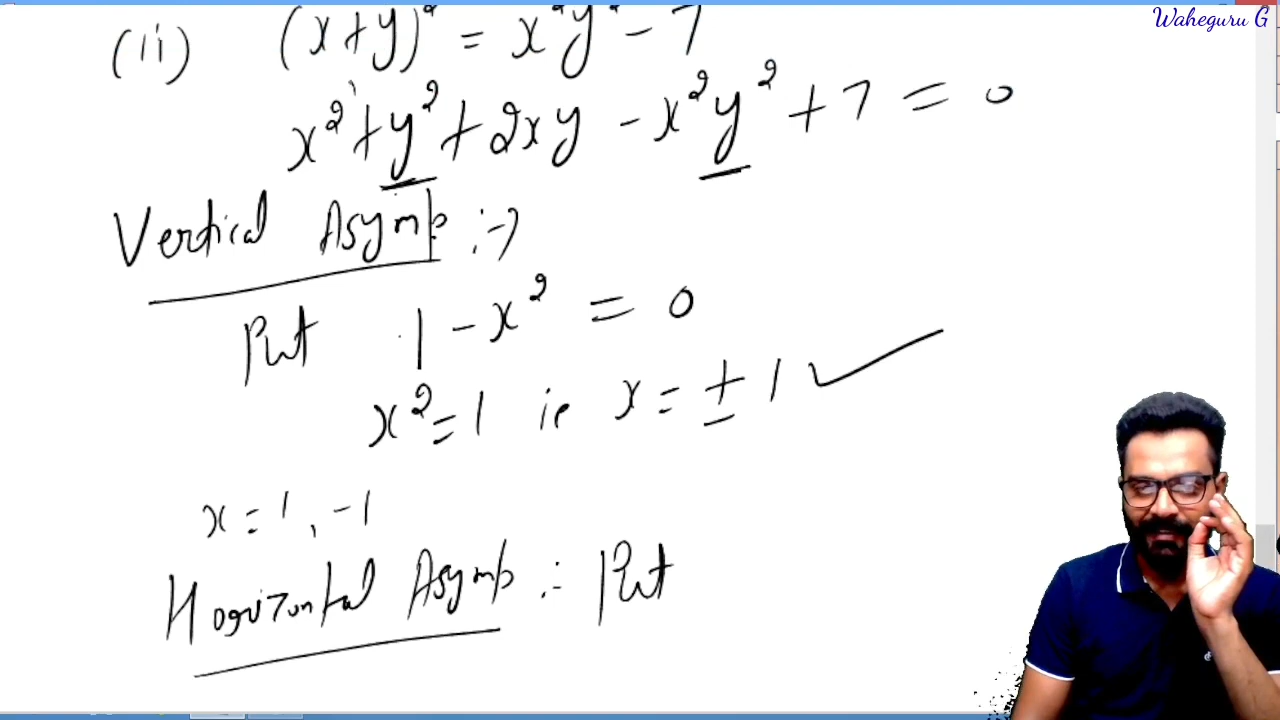 Waheguru G
(ii) (x+y)² = x²y² - 7
x² + y² + 2xy - x²y² + 7 = 0
Vertical Asymp :-
Put 1 - x² = 0
x² = 1 ie x = ± 1 ✓
x = 1, -1
Horizontal Asymp :- Put